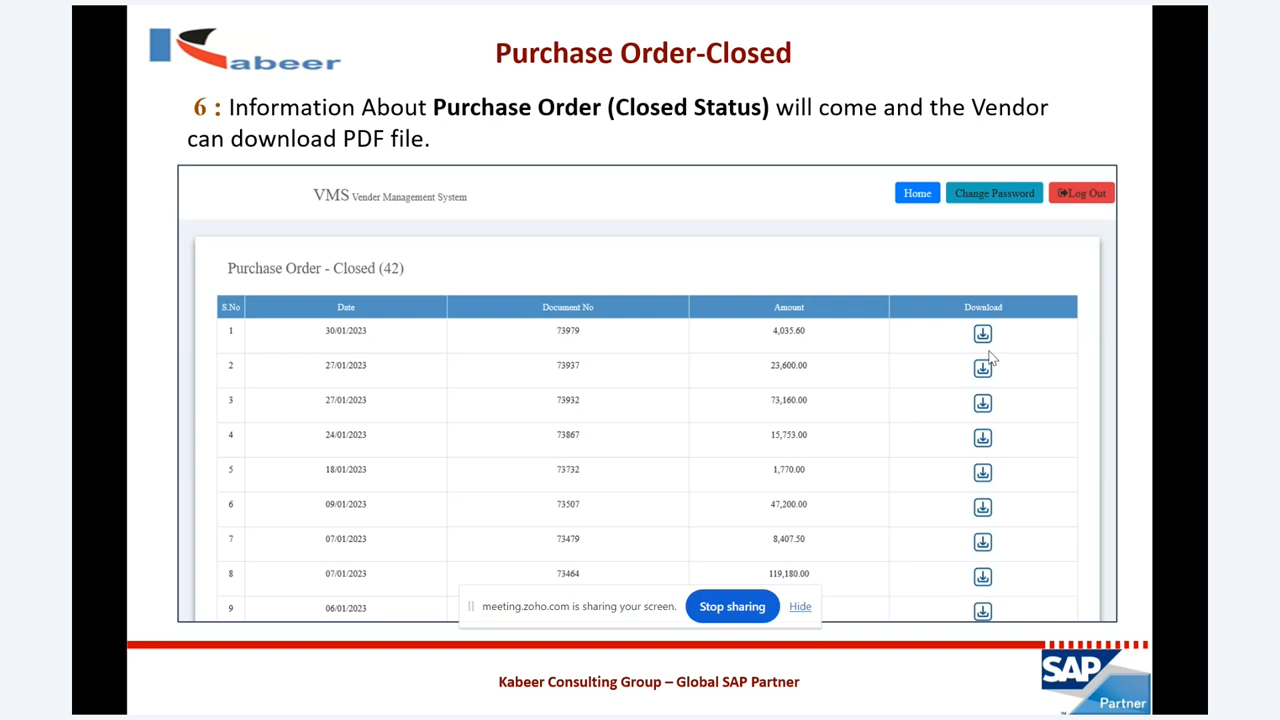 Kabeer
Purchase Order-Closed
6 : Information About Purchase Order (Closed Status) will come and the Vendor
can download PDF file.
VMS Vender Management System
Home
Change Password
Log Out
Purchase Order - Closed (42)
S.No Date Document No Amount Download
1 30/01/2023 73979 4,035.60
2 27/01/2023 73937 23,600.00
3 27/01/2023 73932 73,160.00
4 24/01/2023 73867 15,753.00
5 18/01/2023 73732 1,770.00
6 09/01/2023 73507 47,200.00
7 07/01/2023 73479 8,407.50
8 07/01/2023 73464 119,180.00
9 06/01/2023
meeting.zoho.com is sharing your screen. Stop sharing Hide
Kabeer Consulting Group – Global SAP Partner
SAP
™ Partner